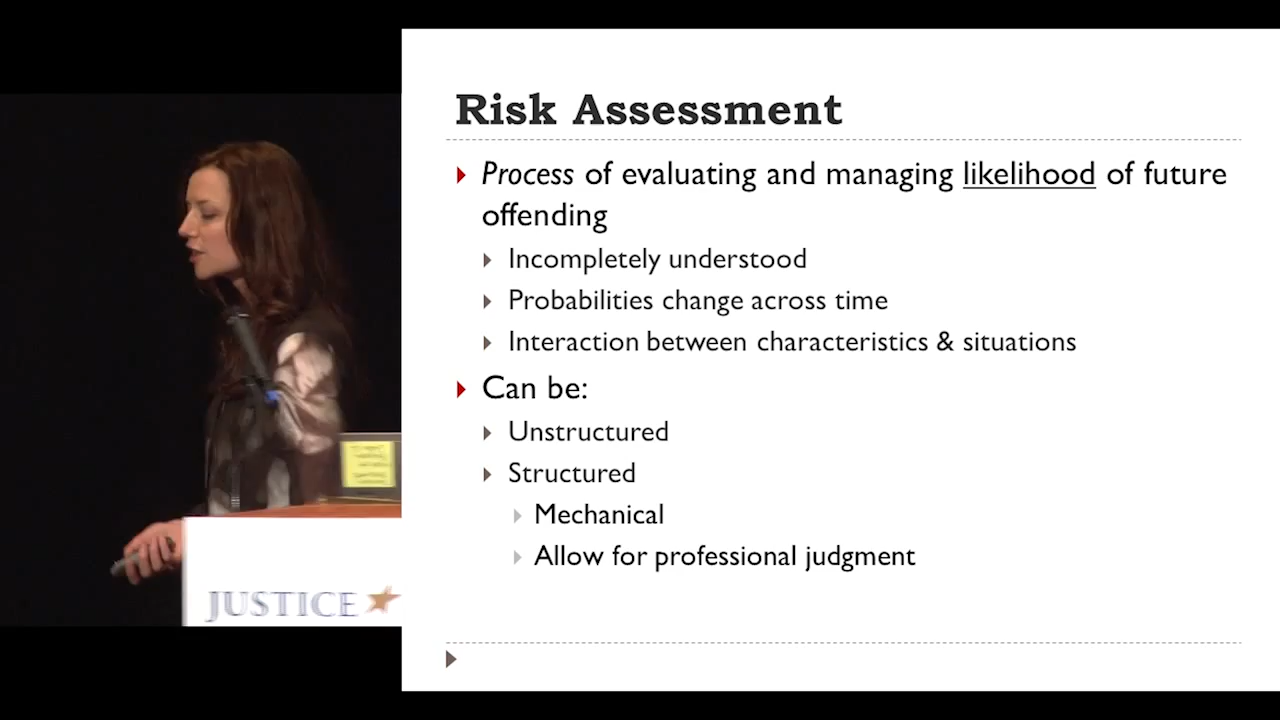 Risk Assessment
Process of evaluating and managing likelihood of future
offending
Incompletely understood
Probabilities change across time
Interaction between characteristics & situations
Can be:
Unstructured
Structured
Mechanical
Allow for professional judgment
JUSTICE